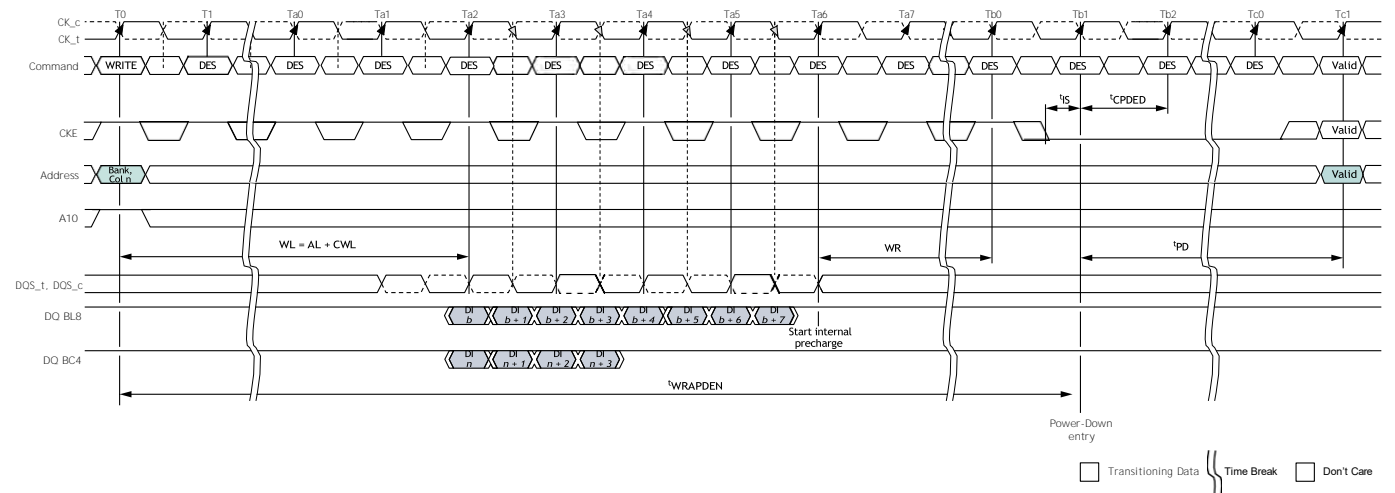 T0 T1 Ta0 Ta1 Ta2 Ta3 Ta4 Ta5 Ta6 Ta7 Tb0 Tb1 Tb2 Tc0 Tc1
CK_c
CK_t
Command WRITE DES DES DES DES DES DES DES DES DES DES DES DES DES Valid
tIS tCPDED
CKE Valid
Address Bank, Col n Valid
A10
WL = AL + CWL WR tPD
DQS_t, DQS_c
DQ BL8 DI b DI b + 1 DI b + 2 DI b + 3 DI b + 4 DI b + 5 DI b + 6 DI b + 7
Start internal
precharge
DQ BC4 DI n DI n + 1 DI n + 2 DI n + 3
tWRAPDEN
Power-Down
entry
Transitioning Data Time Break Don't Care